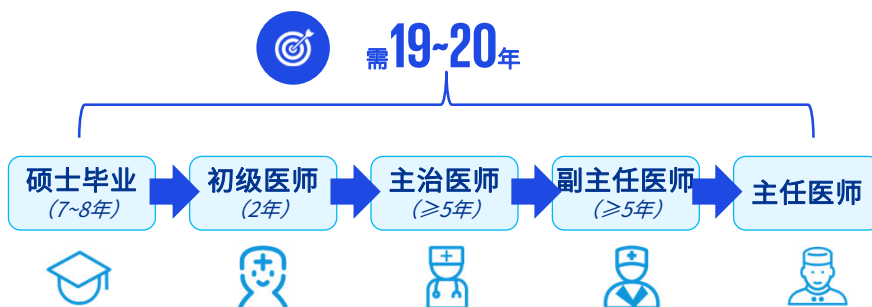 需19~20年
硕士毕业
（7~8年）
初级医师
（2年）
主治医师
（≥5年）
副主任医师
（≥5年）
主任医师